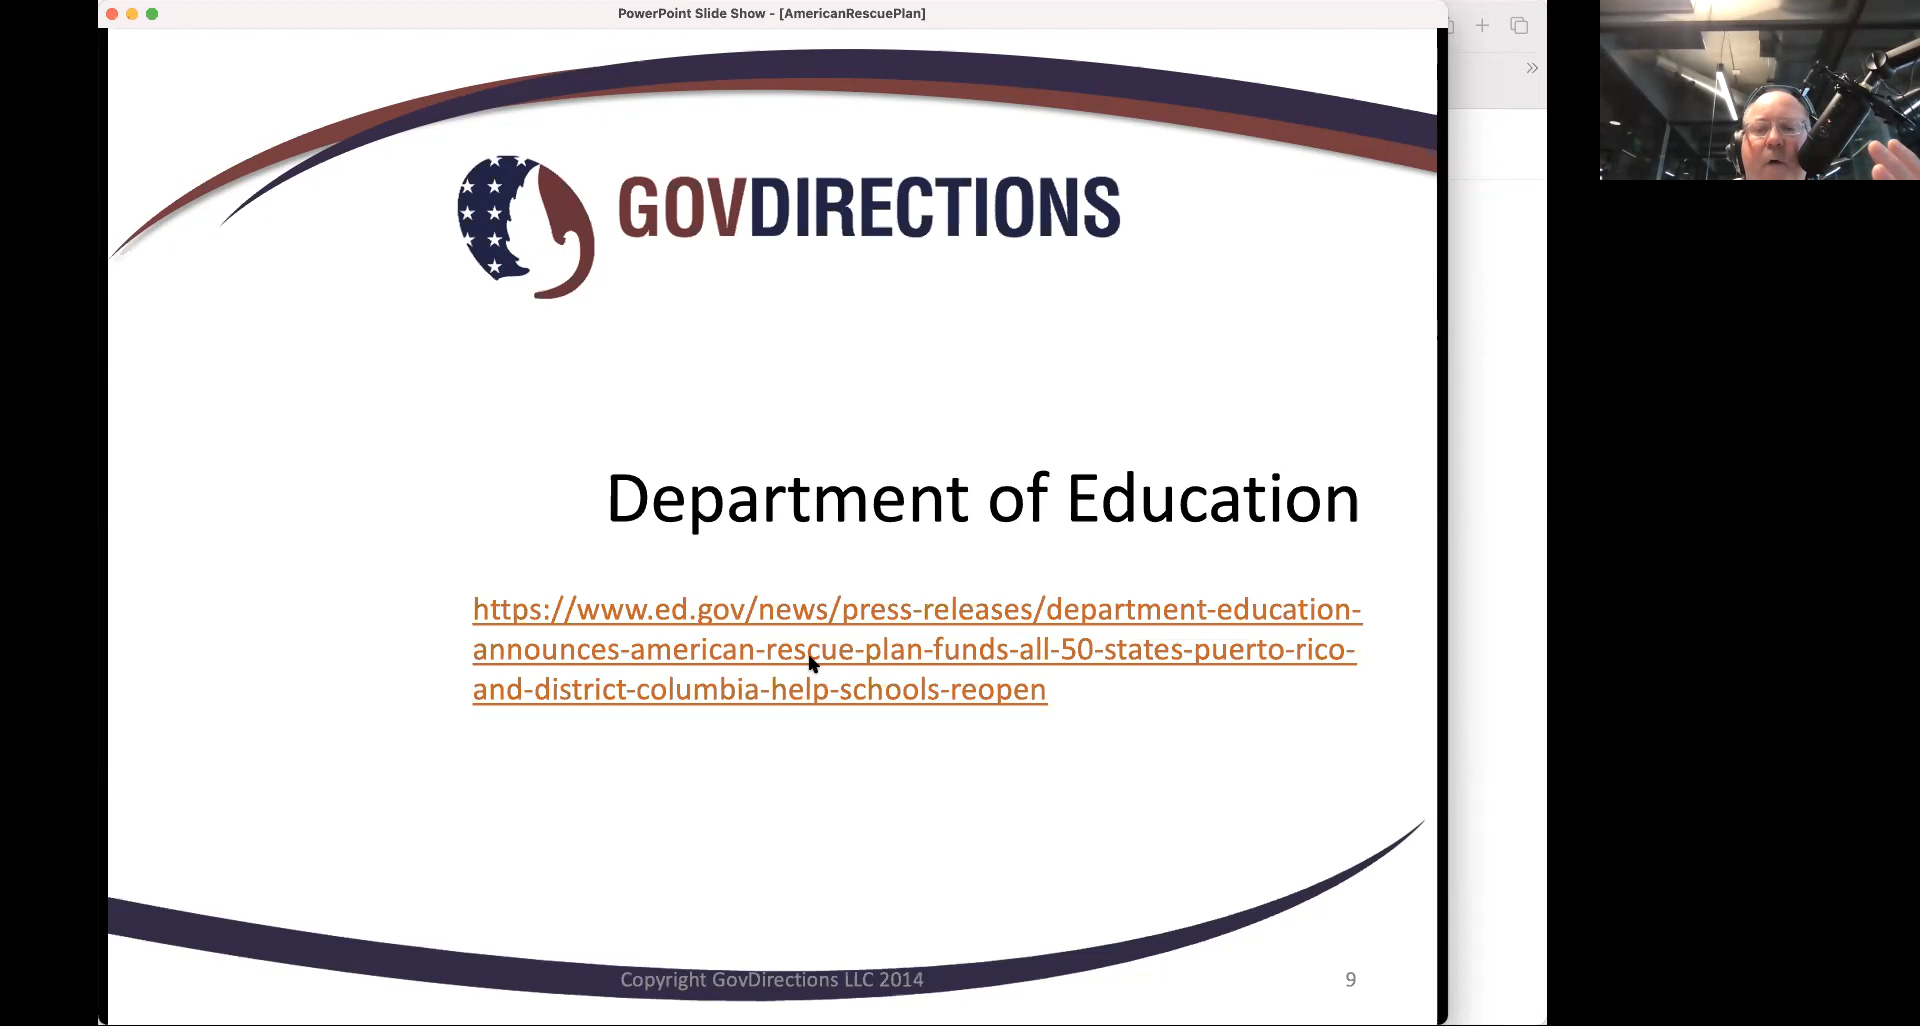 PowerPoint Slide Show - [AmericanRescuePlan]
GOVDIRECTIONS
Department of Education
https://www.ed.gov/news/press-releases/department-education-
announces-american-rescue-plan-funds-all-50-states-puerto-rico-
and-district-columbia-help-schools-reopen
Copyright GovDirections LLC 2014
9